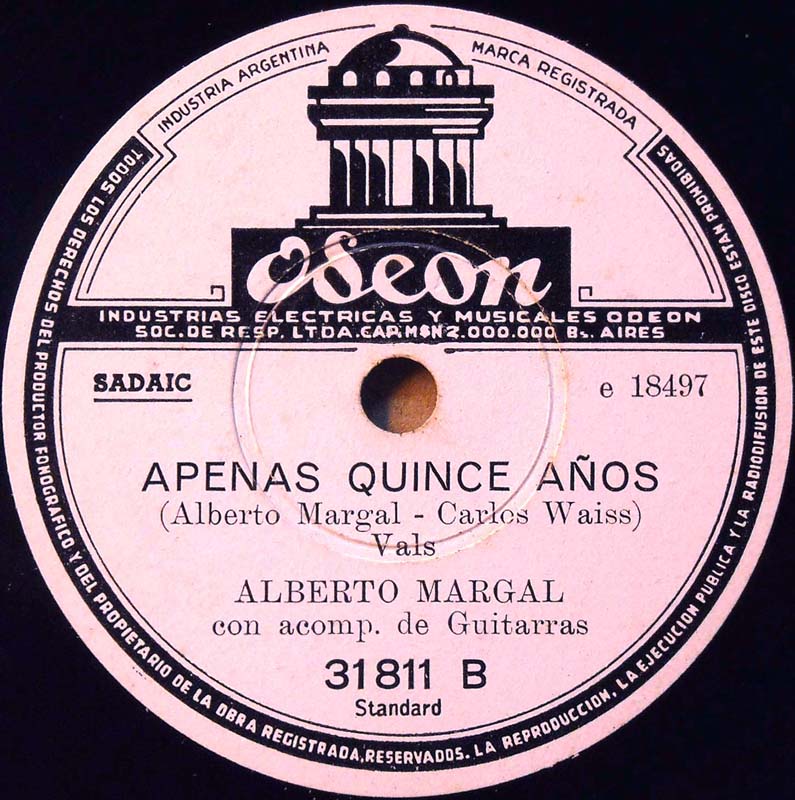 INDUSTRIA ARGENTINA
MARCA REGISTRADA
Odeon
INDUSTRIAS ELECTRICAS Y MUSICALES ODEON
SOC. DE RESP. LTDA. CAP. M$N 2.000.000 Bs. AIRES
SADAIC
e 18497
APENAS QUINCE AÑOS
(Alberto Margal - Carlos Waiss)
Vals
ALBERTO MARGAL
con acomp. de Guitarras
31811 B
Standard
TODOS LOS DERECHOS DEL PRODUCTOR FONOGRAFICO Y DEL PROPIETARIO DE LA OBRA REGISTRADA, RESERVADOS. LA REPRODUCCION, LA EJECUCION PUBLICA Y LA RADIODIFUSION DE ESTE DISCO ESTAN PROHIBIDAS